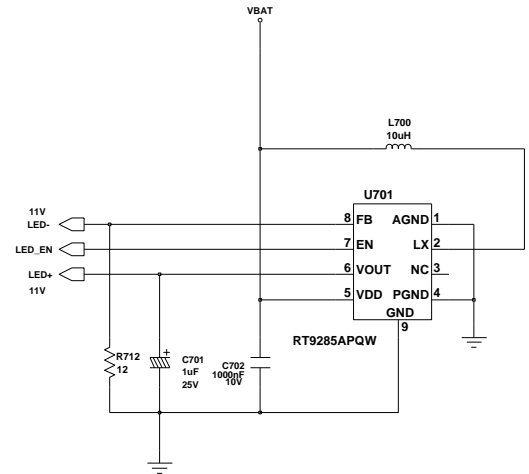 VBAT
L700
10uH
U701
11V
LED-
8 FB AGND 1
LED_EN
7 EN LX 2
LED+
6 VOUT NC 3
11V
5 VDD PGND 4
GND
9
RT9285APQW
R712
12
C701
1uF
25V
C702
1000nF
10V
+